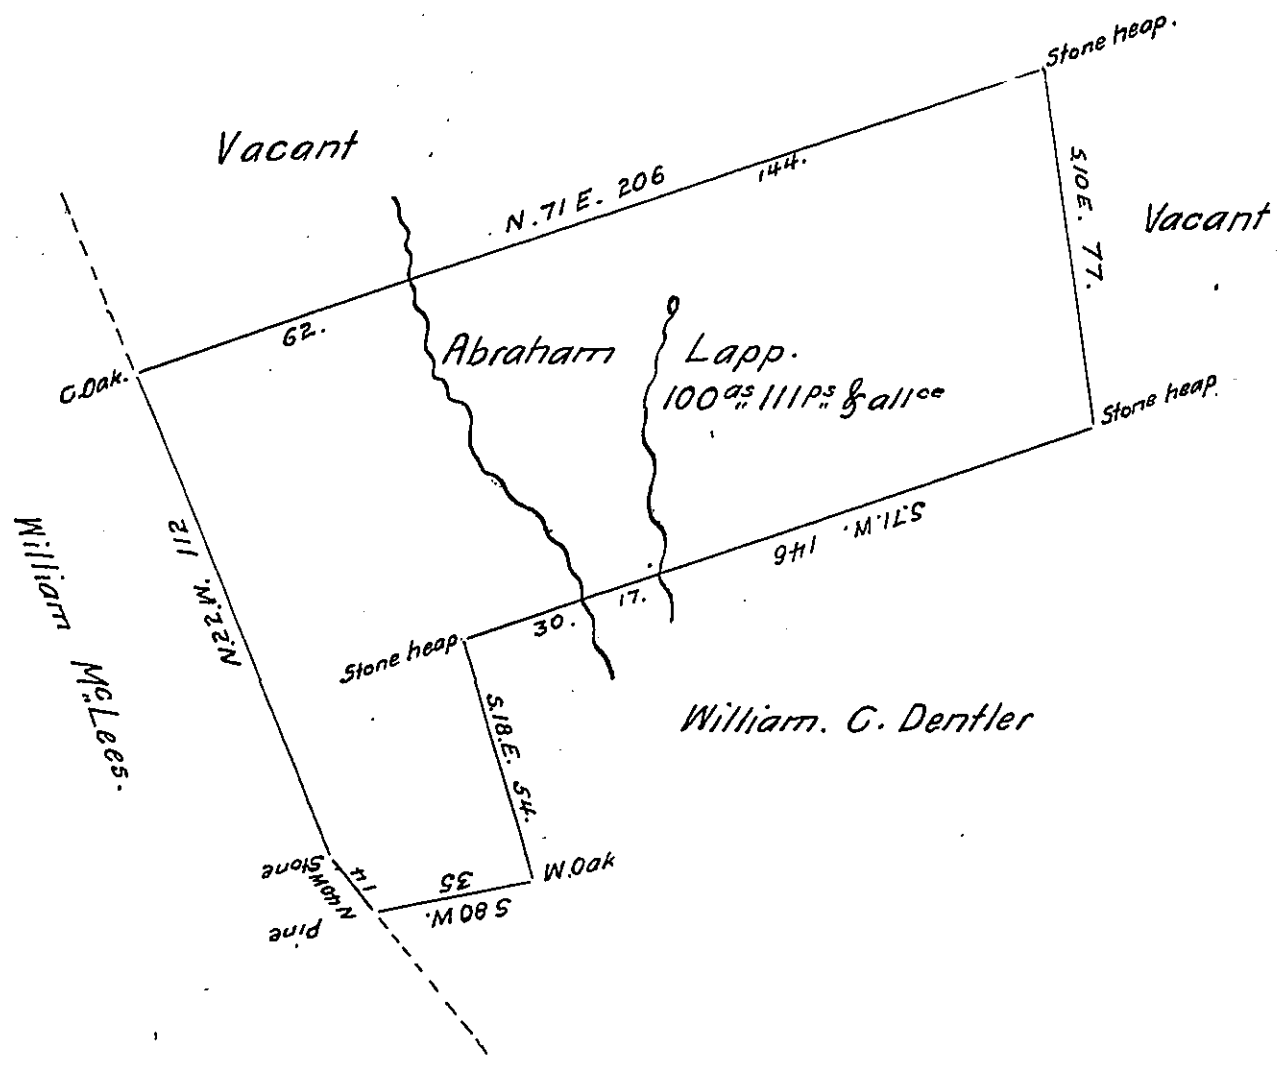 Stone heap.
Vacant
N. 71 E. 206
144.
S.10E. 77.
Vacant
62.
C.Oak.
Abraham Lapp.
100 as 111 ps & allce
Stone heap
S.71.W. 146
William McLees.
N.22.W. 112
17.
30.
Stone heap
S.18.E. 54.
William. C. Dentler
Stone
14
N40W
35
S 80 W.
W.Oak
Pine